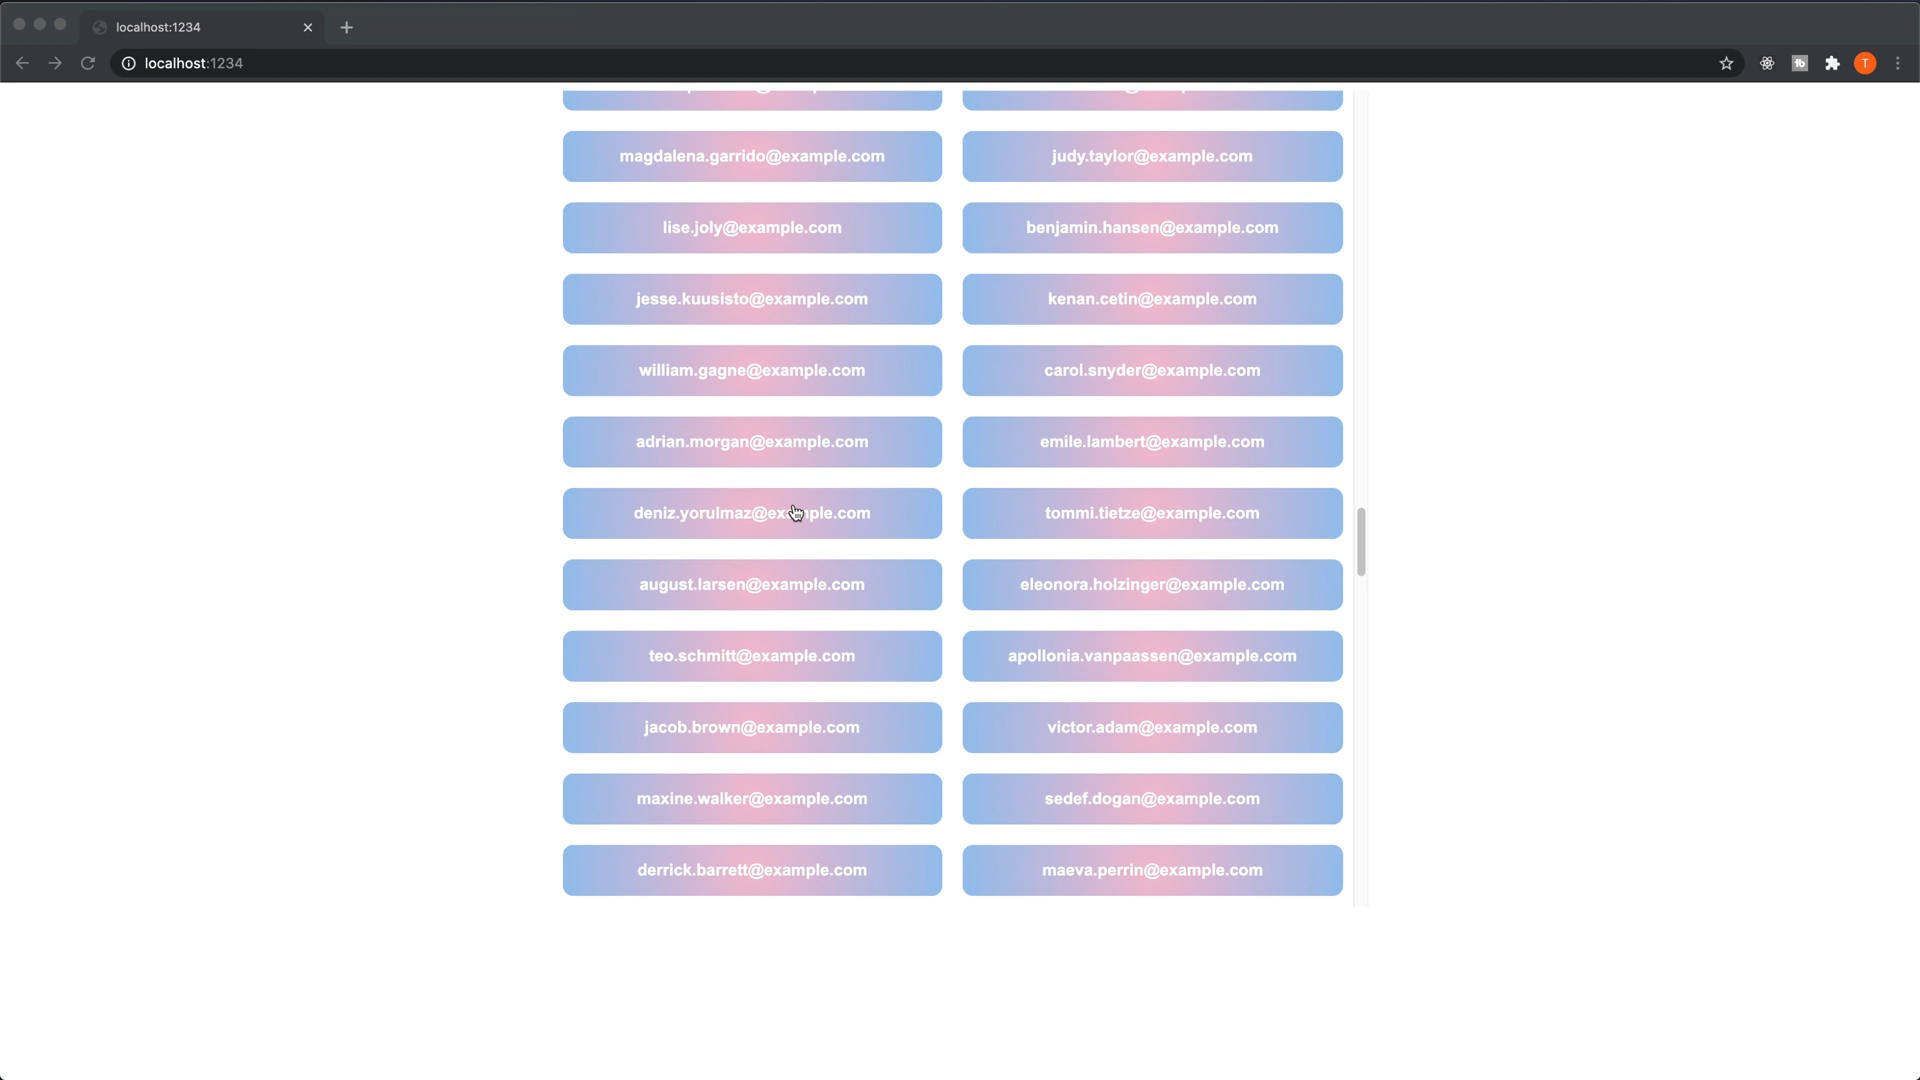 localhost:1234
localhost:1234
T
magdalena.garrido@example.com judy.taylor@example.com
lise.joly@example.com benjamin.hansen@example.com
jesse.kuusisto@example.com kenan.cetin@example.com
william.gagne@example.com carol.snyder@example.com
adrian.morgan@example.com emile.lambert@example.com
deniz.yorulmaz@example.com tommi.tietze@example.com
august.larsen@example.com eleonora.holzinger@example.com
teo.schmitt@example.com apollonia.vanpaassen@example.com
jacob.brown@example.com victor.adam@example.com
maxine.walker@example.com sedef.dogan@example.com
derrick.barrett@example.com maeva.perrin@example.com